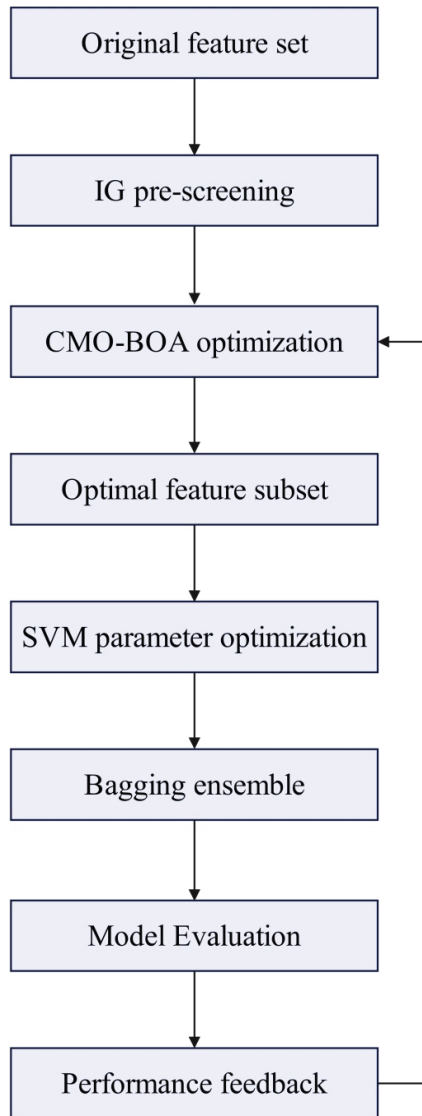 Original feature set
IG pre-screening
CMO-BOA optimization
Optimal feature subset
SVM parameter optimization
Bagging ensemble
Model Evaluation
Performance feedback